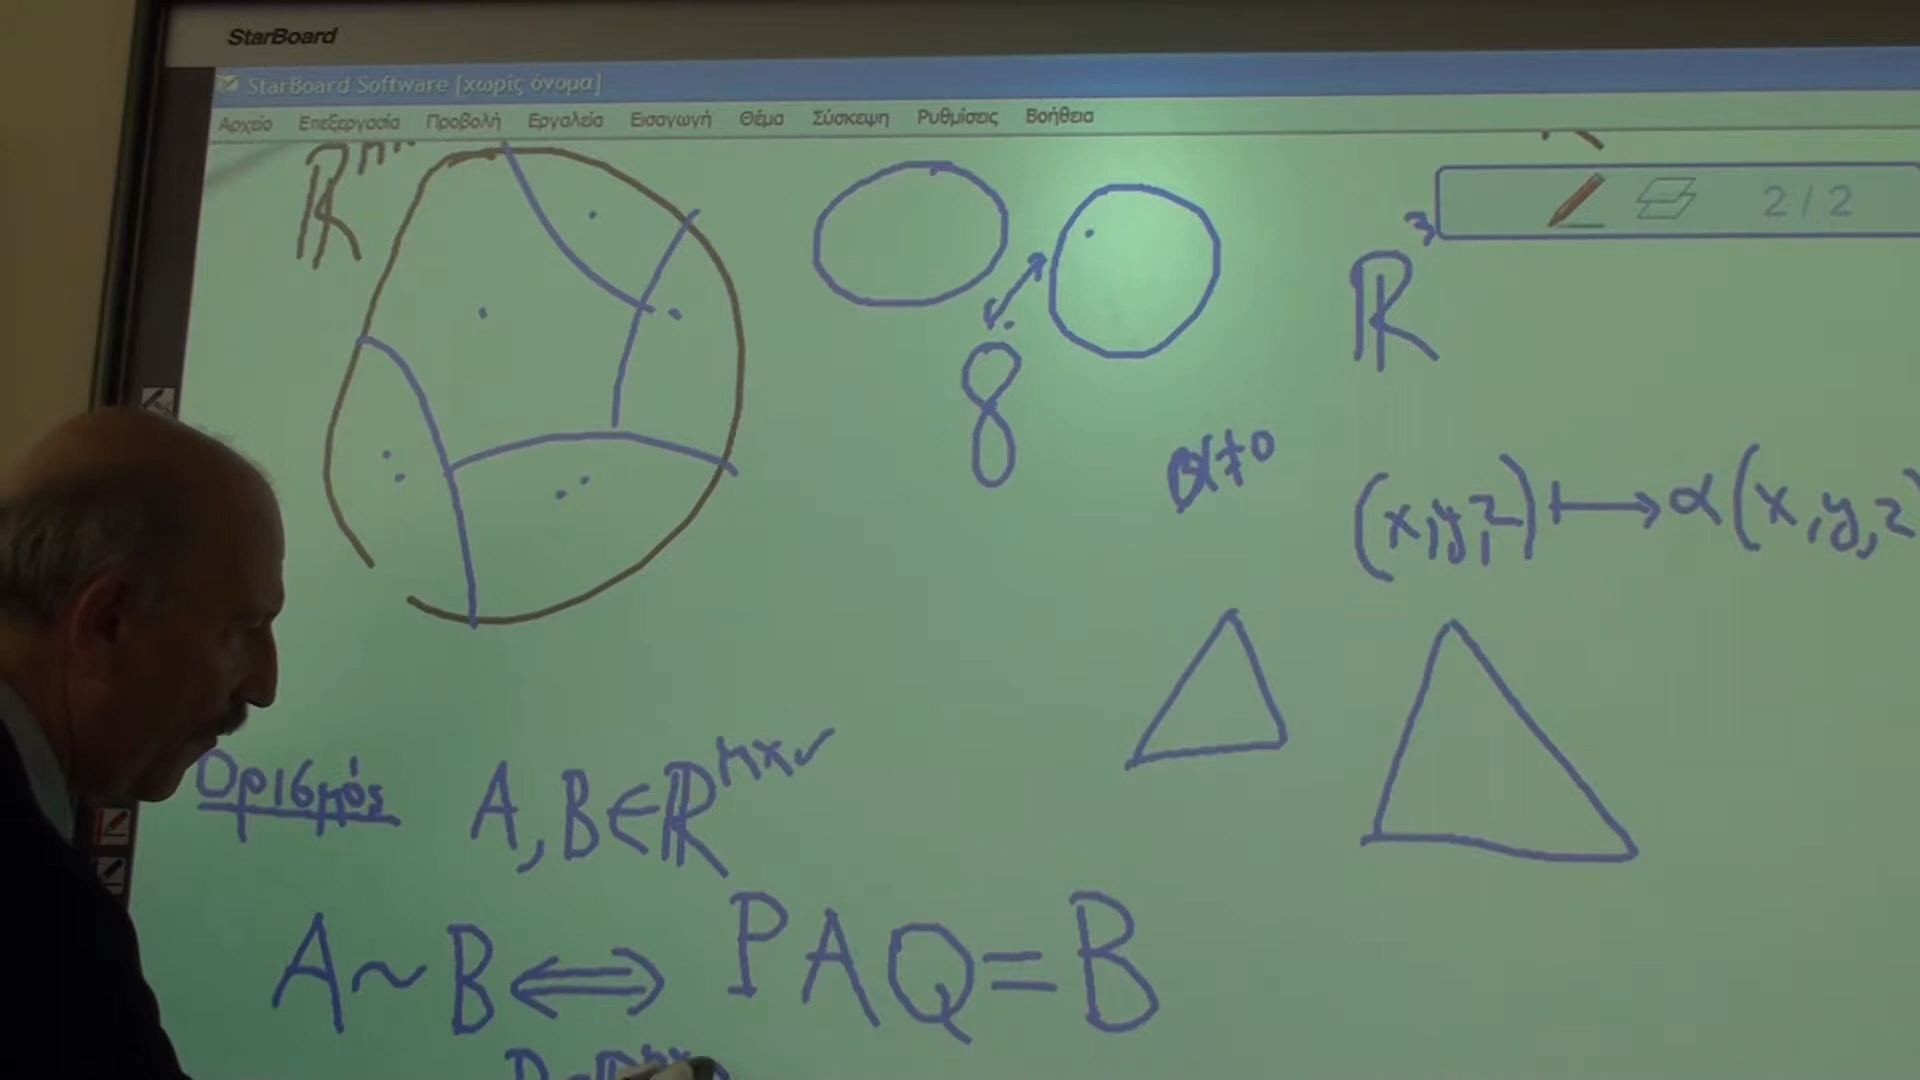 StarBoard
StarBoard Software [χωρίς όνομα]
Αρχείο Επεξεργασία Προβολή Εργαλεία Εισαγωγή Θέμα Σύσκεψη Ρυθμίσεις Βοήθεια
2 / 2
ℝ³
8
α≠0
(x,y,z) ⟼ α(x,y,z
Ορισμός A, B∈ℝ^{μ×ν}
A ~ B ⟺ PAQ = B